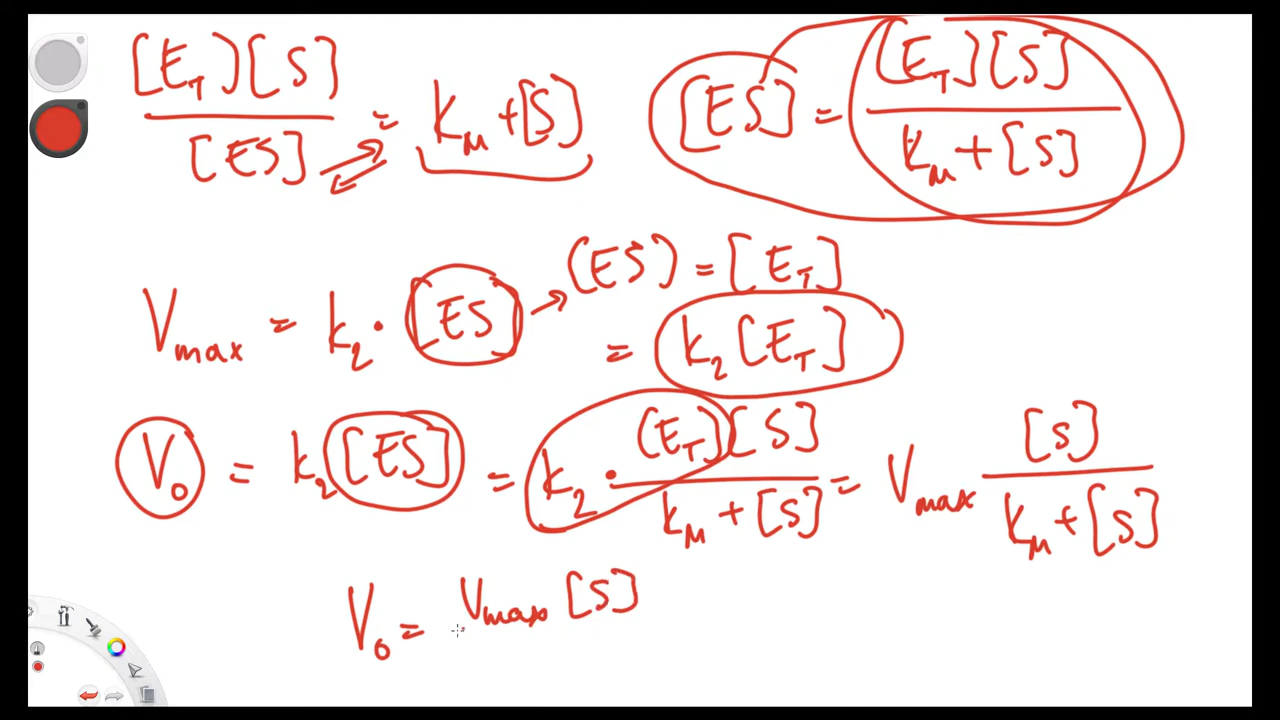 [E_T][S] / [ES] = K_M + [S]
[ES] = [E_T][S] / K_M + [S]
V_max = k_2 · [ES] → [ES] = [E_T]
= k_2 [E_T]
V_0 = k_2 [ES] = k_2 · [E_T][S] / K_M + [S] = V_max [S] / K_M + [S]
V_0 = V_max [S]